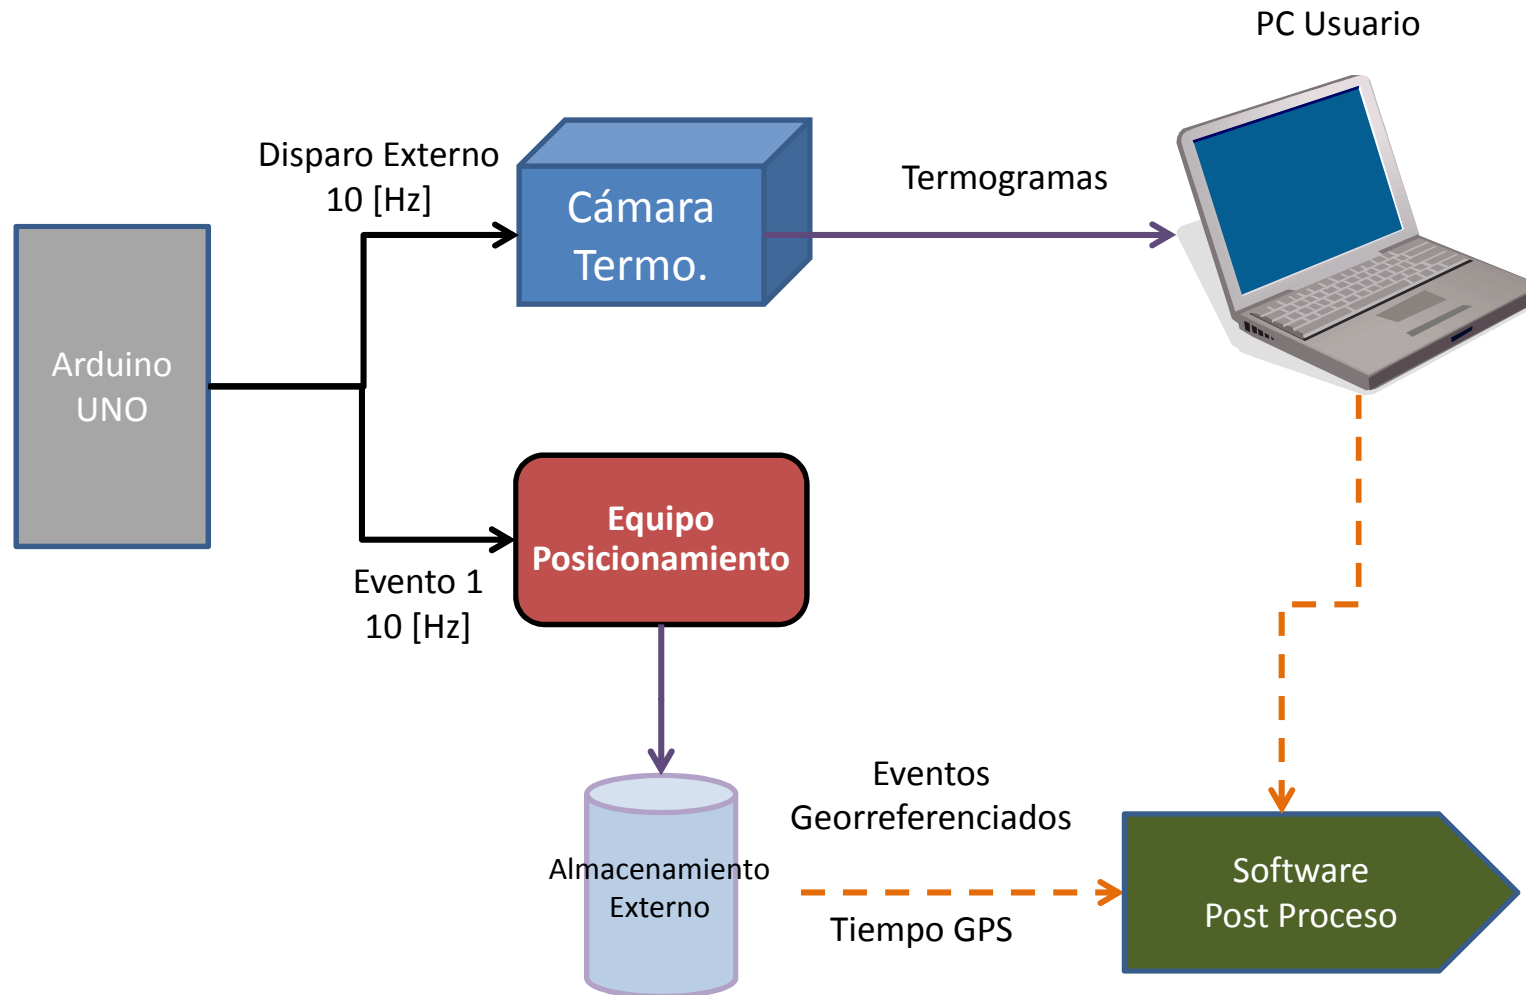 PC Usuario
Disparo Externo
10 [Hz]
Cámara
Termo.
Termogramas
Arduino
UNO
Equipo
Posicionamiento
Evento 1
10 [Hz]
Eventos
Georreferenciados
Almacenamiento
Externo
Tiempo GPS
Software
Post Proceso